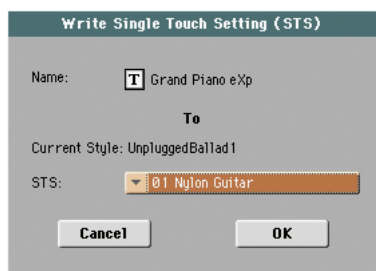 Write Single Touch Setting (STS)
Name: T Grand Piano eXp
To
Current Style: UnpluggedBallad1
STS: 01 Nylon Guitar
Cancel OK